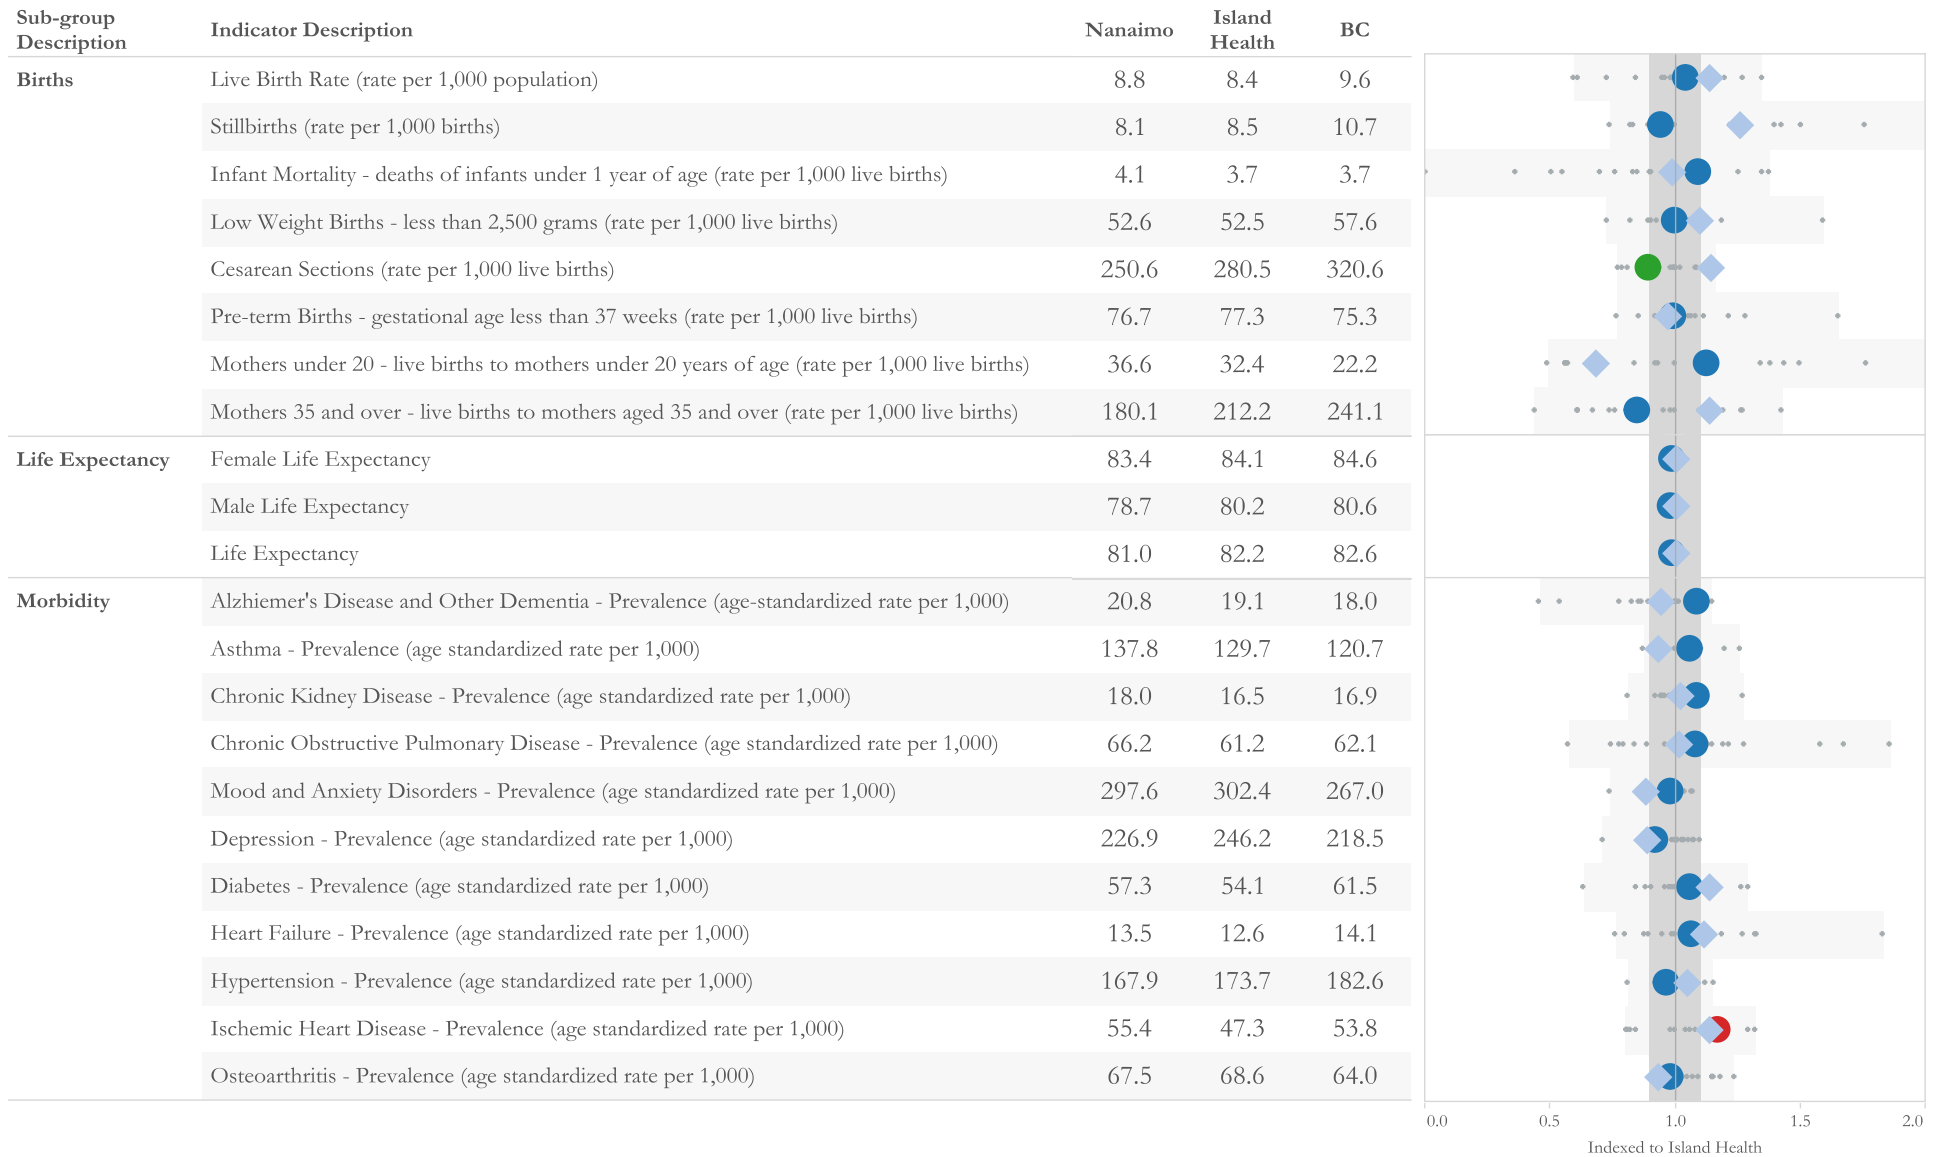 Sub-group Description Indicator Description Nanaimo Island Health BC
Births Live Birth Rate (rate per 1,000 population) 8.8 8.4 9.6
Stillbirths (rate per 1,000 births) 8.1 8.5 10.7
Infant Mortality - deaths of infants under 1 year of age (rate per 1,000 live births) 4.1 3.7 3.7
Low Weight Births - less than 2,500 grams (rate per 1,000 live births) 52.6 52.5 57.6
Cesarean Sections (rate per 1,000 live births) 250.6 280.5 320.6
Pre-term Births - gestational age less than 37 weeks (rate per 1,000 live births) 76.7 77.3 75.3
Mothers under 20 - live births to mothers under 20 years of age (rate per 1,000 live births) 36.6 32.4 22.2
Mothers 35 and over - live births to mothers aged 35 and over (rate per 1,000 live births) 180.1 212.2 241.1
Life Expectancy Female Life Expectancy 83.4 84.1 84.6
Male Life Expectancy 78.7 80.2 80.6
Life Expectancy 81.0 82.2 82.6
Morbidity Alzhiemer's Disease and Other Dementia - Prevalence (age-standardized rate per 1,000) 20.8 19.1 18.0
Asthma - Prevalence (age standardized rate per 1,000) 137.8 129.7 120.7
Chronic Kidney Disease - Prevalence (age standardized rate per 1,000) 18.0 16.5 16.9
Chronic Obstructive Pulmonary Disease - Prevalence (age standardized rate per 1,000) 66.2 61.2 62.1
Mood and Anxiety Disorders - Prevalence (age standardized rate per 1,000) 297.6 302.4 267.0
Depression - Prevalence (age standardized rate per 1,000) 226.9 246.2 218.5
Diabetes - Prevalence (age standardized rate per 1,000) 57.3 54.1 61.5
Heart Failure - Prevalence (age standardized rate per 1,000) 13.5 12.6 14.1
Hypertension - Prevalence (age standardized rate per 1,000) 167.9 173.7 182.6
Ischemic Heart Disease - Prevalence (age standardized rate per 1,000) 55.4 47.3 53.8
Osteoarthritis - Prevalence (age standardized rate per 1,000) 67.5 68.6 64.0
0.0 0.5 1.0 1.5 2.0
Indexed to Island Health